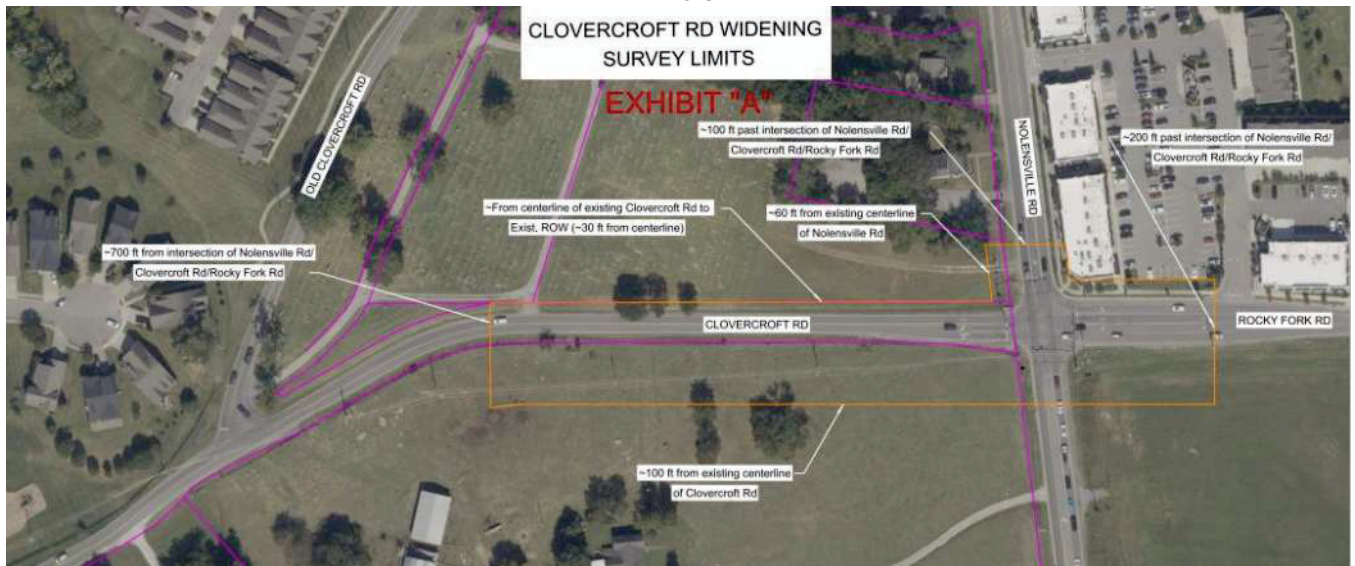 CLOVERCROFT RD WIDENING
SURVEY LIMITS
EXHIBIT "A"
OLD CLOVERCROFT RD
~100 ft past intersection of Nolensville Rd/
Clovercroft Rd/Rocky Fork Rd
NOLENSVILLE RD
~200 ft past intersection of Nolensville Rd/
Clovercroft Rd/Rocky Fork Rd
~From centerline of existing Clovercroft Rd to
Exist. ROW (~30 ft from centerline)
~60 ft from existing centerline
of Nolensville Rd
~700 ft from intersection of Nolensville Rd/
Clovercroft Rd/Rocky Fork Rd
CLOVERCROFT RD
ROCKY FORK RD
~100 ft from existing centerline
of Clovercroft Rd